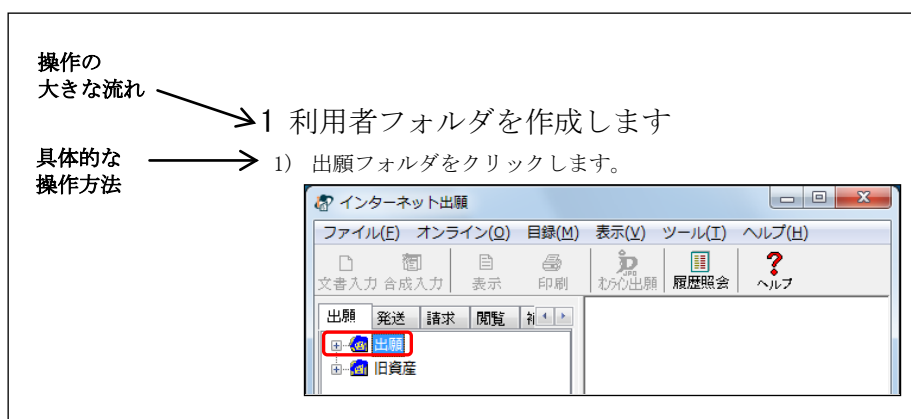 操作の
大きな流れ
1 利用者フォルダを作成します
具体的な
操作方法
1) 出願フォルダをクリックします。
インターネット出願
ファイル(F) オンライン(O) 目録(M) 表示(V) ツール(T) ヘルプ(H)
文書入力 合成入力 表示 印刷 オンライン出願 履歴照会 ヘルプ
出願 発送 請求 閲覧
出願
旧資産